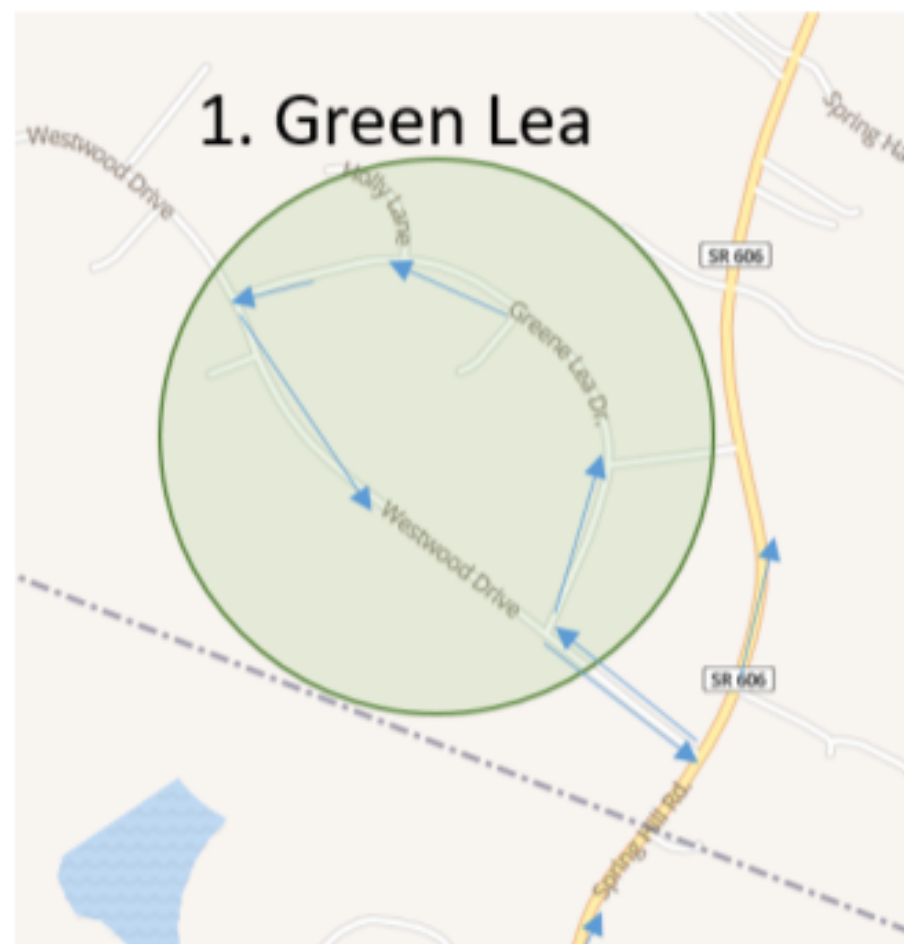 1. Green Lea
Spring Ha
Westwood Drive
Holly Lane
SR 606
Greene Lea Dr.
Westwood Drive
SR 606
Spring Hill Rd.